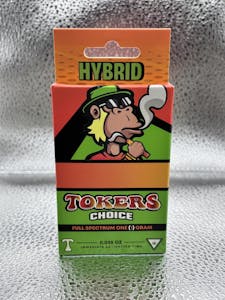 HYBRID
TOKERS
CHOICE
FULL SPECTRUM ONE (1) GRAM
T
0.035 OZ